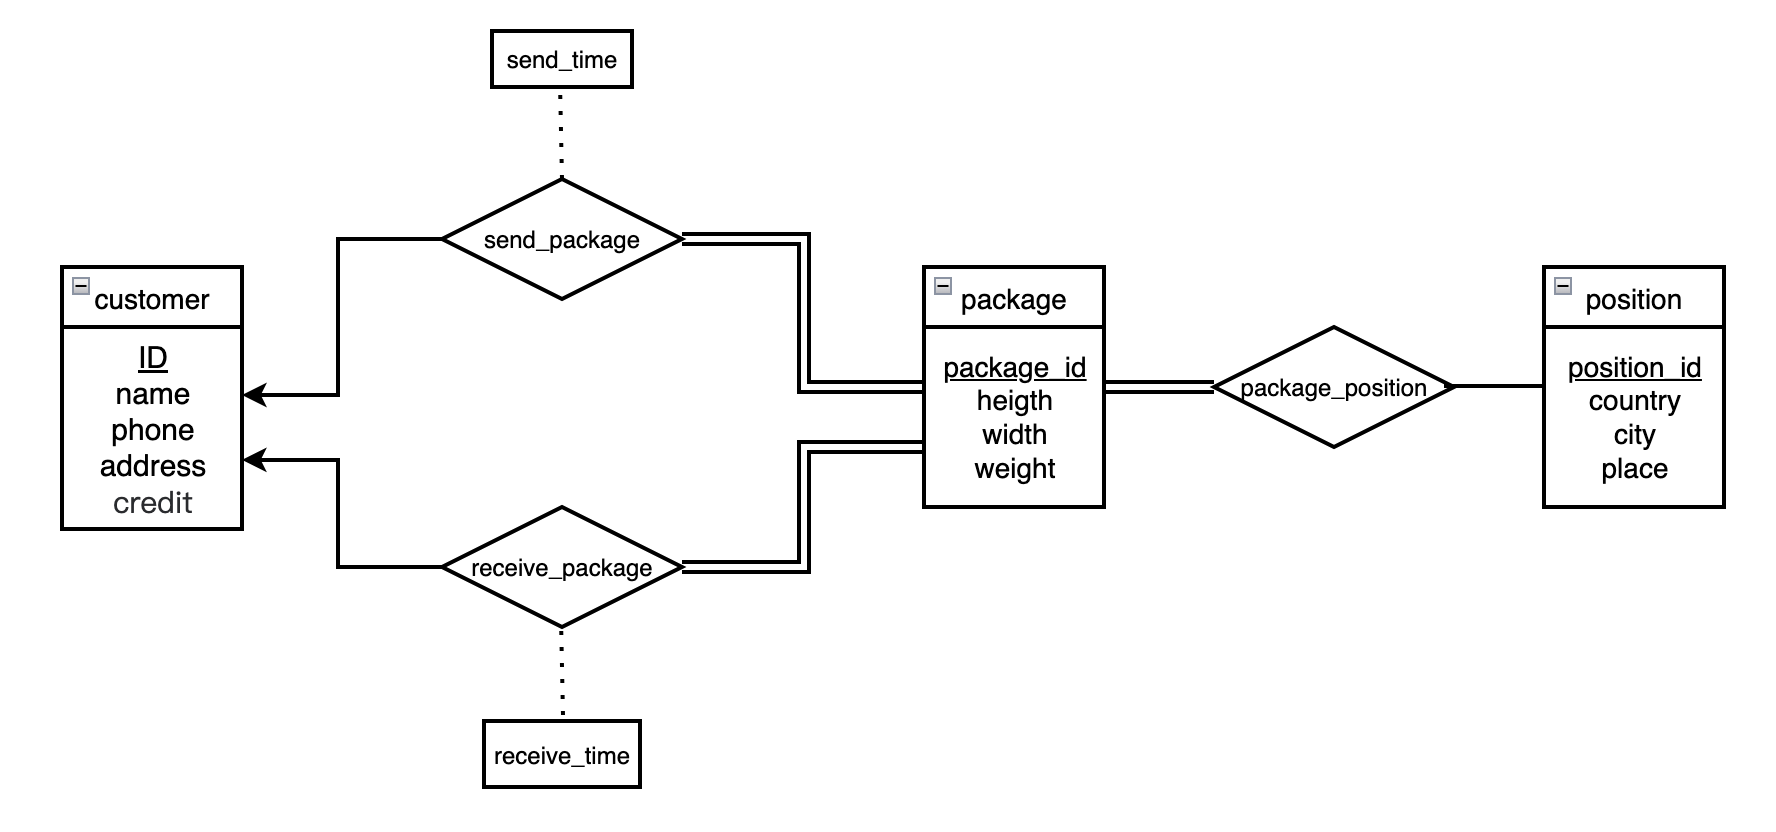 send_time
send_package
customer
ID
name
phone
address
credit
package
package_id
heigth
width
weight
package_position
position
position_id
country
city
place
receive_package
receive_time